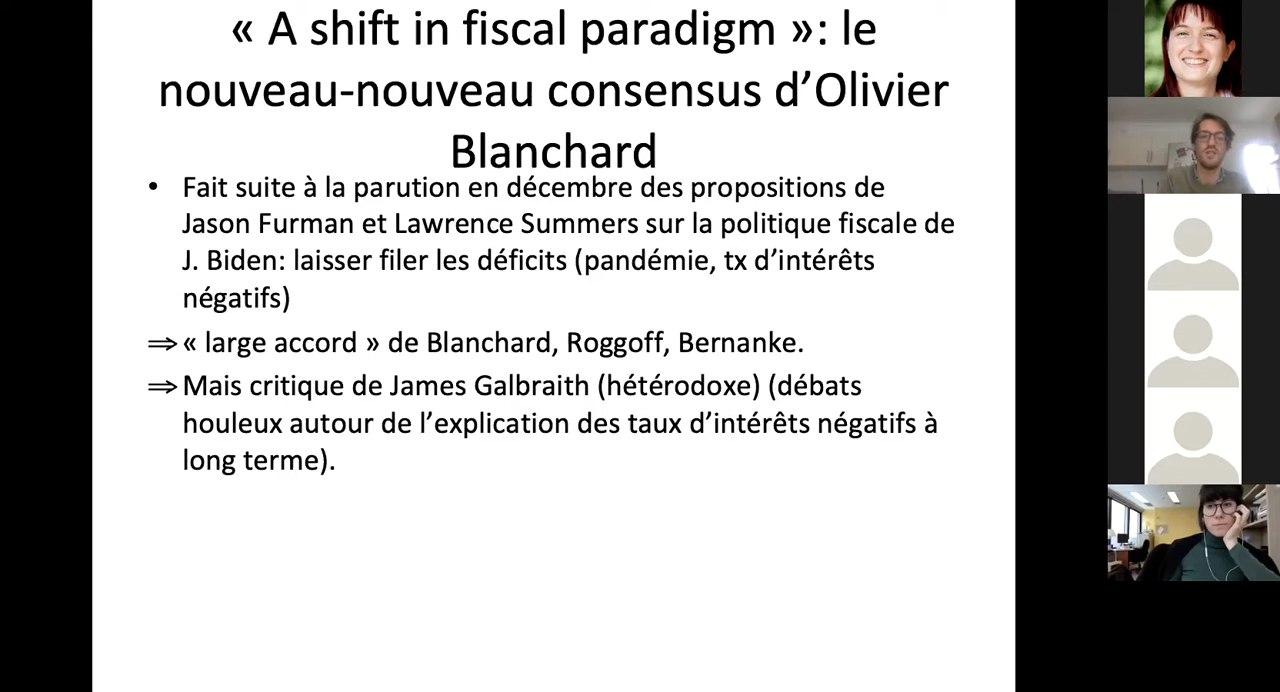 « A shift in fiscal paradigm »: le
nouveau-nouveau consensus d’Olivier
Blanchard
• Fait suite à la parution en décembre des propositions de
Jason Furman et Lawrence Summers sur la politique fiscale de
J. Biden: laisser filer les déficits (pandémie, tx d’intérêts
négatifs)
⇒ « large accord » de Blanchard, Roggoff, Bernanke.
⇒ Mais critique de James Galbraith (hétérodoxe) (débats
houleux autour de l’explication des taux d’intérêts négatifs à
long terme).